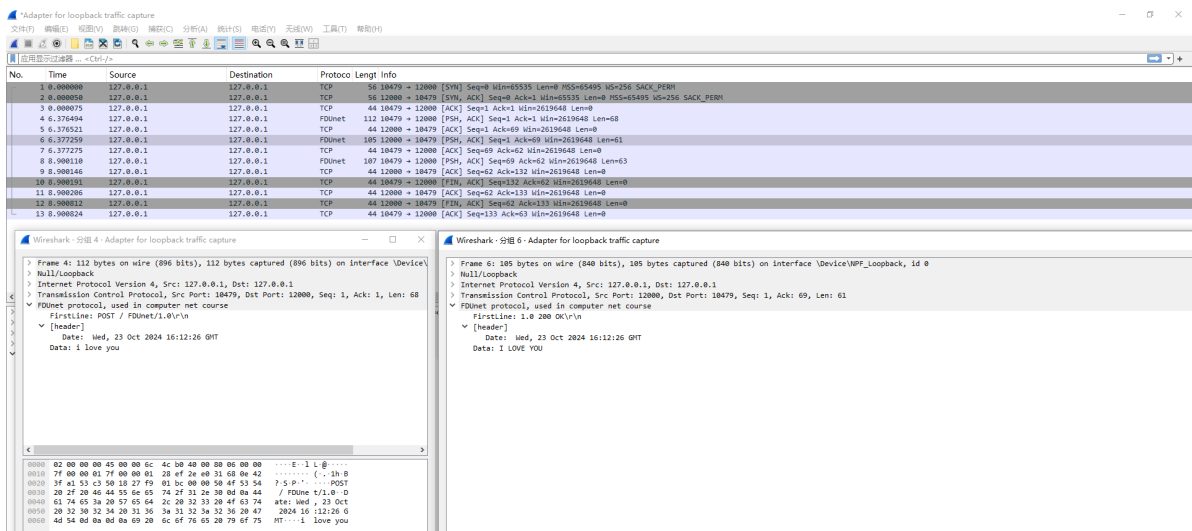 *Adapter for loopback traffic capture
文件(F) 编辑(E) 视图(V) 跳转(G) 捕获(C) 分析(A) 统计(S) 电话(Y) 无线(W) 工具(T) 帮助(H)
应用显示过滤器 … <Ctrl-/>
No. Time Source Destination Protoco Lengt Info
1 0.000000 127.0.0.1 127.0.0.1 TCP 56 10479 → 12000 [SYN] Seq=0 Win=65535 Len=0 MSS=65495 WS=256 SACK_PERM
2 0.000050 127.0.0.1 127.0.0.1 TCP 56 12000 → 10479 [SYN, ACK] Seq=0 Ack=1 Win=65535 Len=0 MSS=65495 WS=256 SACK_PERM
3 0.000075 127.0.0.1 127.0.0.1 TCP 44 10479 → 12000 [ACK] Seq=1 Ack=1 Win=2619648 Len=0
4 6.376494 127.0.0.1 127.0.0.1 FDUnet 112 10479 → 12000 [PSH, ACK] Seq=1 Ack=1 Win=2619648 Len=68
5 6.376521 127.0.0.1 127.0.0.1 TCP 44 12000 → 10479 [ACK] Seq=1 Ack=69 Win=2619648 Len=0
6 6.377259 127.0.0.1 127.0.0.1 FDUnet 105 12000 → 10479 [PSH, ACK] Seq=1 Ack=69 Win=2619648 Len=61
7 6.377275 127.0.0.1 127.0.0.1 TCP 44 10479 → 12000 [ACK] Seq=69 Ack=62 Win=2619648 Len=0
8 8.900110 127.0.0.1 127.0.0.1 FDUnet 107 10479 → 12000 [PSH, ACK] Seq=69 Ack=62 Win=2619648 Len=63
9 8.900146 127.0.0.1 127.0.0.1 TCP 44 12000 → 10479 [ACK] Seq=62 Ack=132 Win=2619648 Len=0
10 8.900191 127.0.0.1 127.0.0.1 TCP 44 10479 → 12000 [FIN, ACK] Seq=132 Ack=62 Win=2619648 Len=0
11 8.900206 127.0.0.1 127.0.0.1 TCP 44 12000 → 10479 [ACK] Seq=62 Ack=133 Win=2619648 Len=0
12 8.900812 127.0.0.1 127.0.0.1 TCP 44 12000 → 10479 [FIN, ACK] Seq=62 Ack=133 Win=2619648 Len=0
13 8.900824 127.0.0.1 127.0.0.1 TCP 44 10479 → 12000 [ACK] Seq=133 Ack=63 Win=2619648 Len=0
Wireshark · 分组 4 · Adapter for loopback traffic capture
Frame 4: 112 bytes on wire (896 bits), 112 bytes captured (896 bits) on interface \Device\
Null/Loopback
Internet Protocol Version 4, Src: 127.0.0.1, Dst: 127.0.0.1
Transmission Control Protocol, Src Port: 10479, Dst Port: 12000, Seq: 1, Ack: 1, Len: 68
FDUnet protocol, used in computer net course
FirstLine: POST / FDUnet/1.0\r\n
[header]
Date: Wed, 23 Oct 2024 16:12:26 GMT
Data: i love you
0000 02 00 00 00 45 00 00 6c 4c b0 40 00 80 06 00 00 ····E··l L·@·····
0010 7f 00 00 01 7f 00 00 01 28 ef 2e e0 31 68 0e 42 ········ (·.·1h·B
0020 3f a1 53 c3 50 18 27 f9 01 bc 00 00 50 4f 53 54 ?·S·P·'· ····POST
0030 20 2f 20 46 44 55 6e 65 74 2f 31 2e 30 0d 0a 44 / FDUne t/1.0··D
0040 61 74 65 3a 20 57 65 64 2c 20 32 33 20 4f 63 74 ate: Wed , 23 Oct
0050 20 32 30 32 34 20 31 36 3a 31 32 3a 32 36 20 47 2024 16 :12:26 G
0060 4d 54 0d 0a 0d 0a 69 20 6c 6f 76 65 20 79 6f 75 MT····i love you
Wireshark · 分组 6 · Adapter for loopback traffic capture
Frame 6: 105 bytes on wire (840 bits), 105 bytes captured (840 bits) on interface \Device\NPF_Loopback, id 0
Null/Loopback
Internet Protocol Version 4, Src: 127.0.0.1, Dst: 127.0.0.1
Transmission Control Protocol, Src Port: 12000, Dst Port: 10479, Seq: 1, Ack: 69, Len: 61
FDUnet protocol, used in computer net course
FirstLine: 1.0 200 OK\r\n
[header]
Date: Wed, 23 Oct 2024 16:12:26 GMT
Data: I LOVE YOU